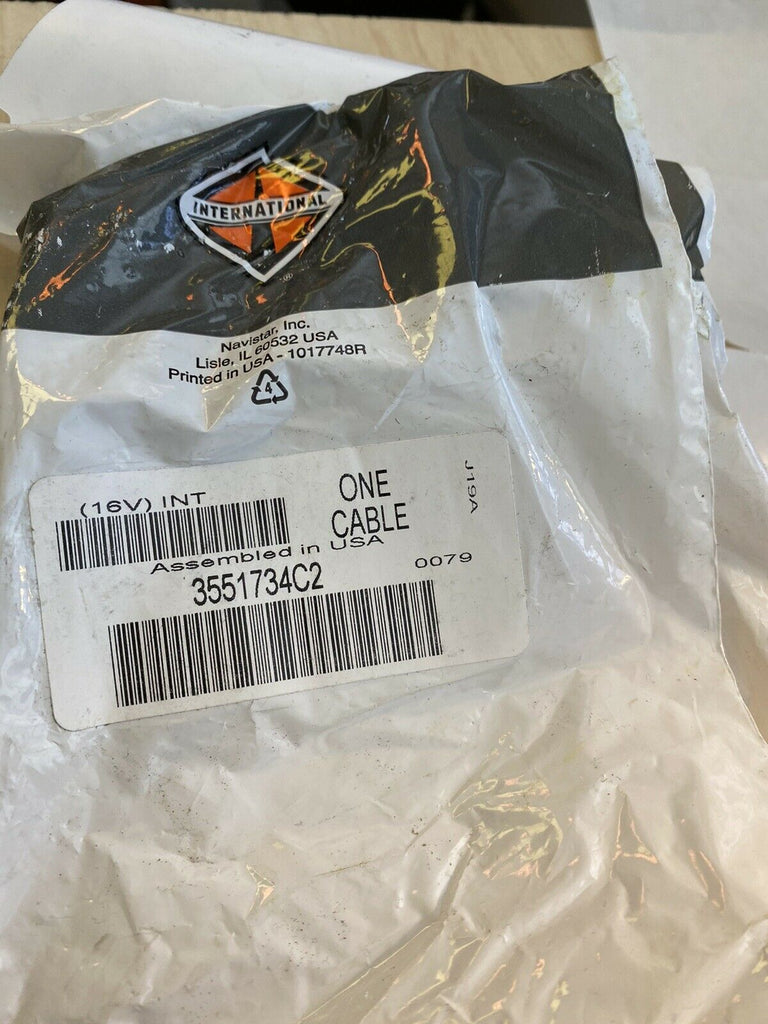 INTERNATIONAL
®
Navistar, Inc.
Lisle, IL 60532 USA
Printed in USA - 1017748R
4
(16V) INT
ONE
CABLE
J19A
Assembled in USA
0079
3551734C2